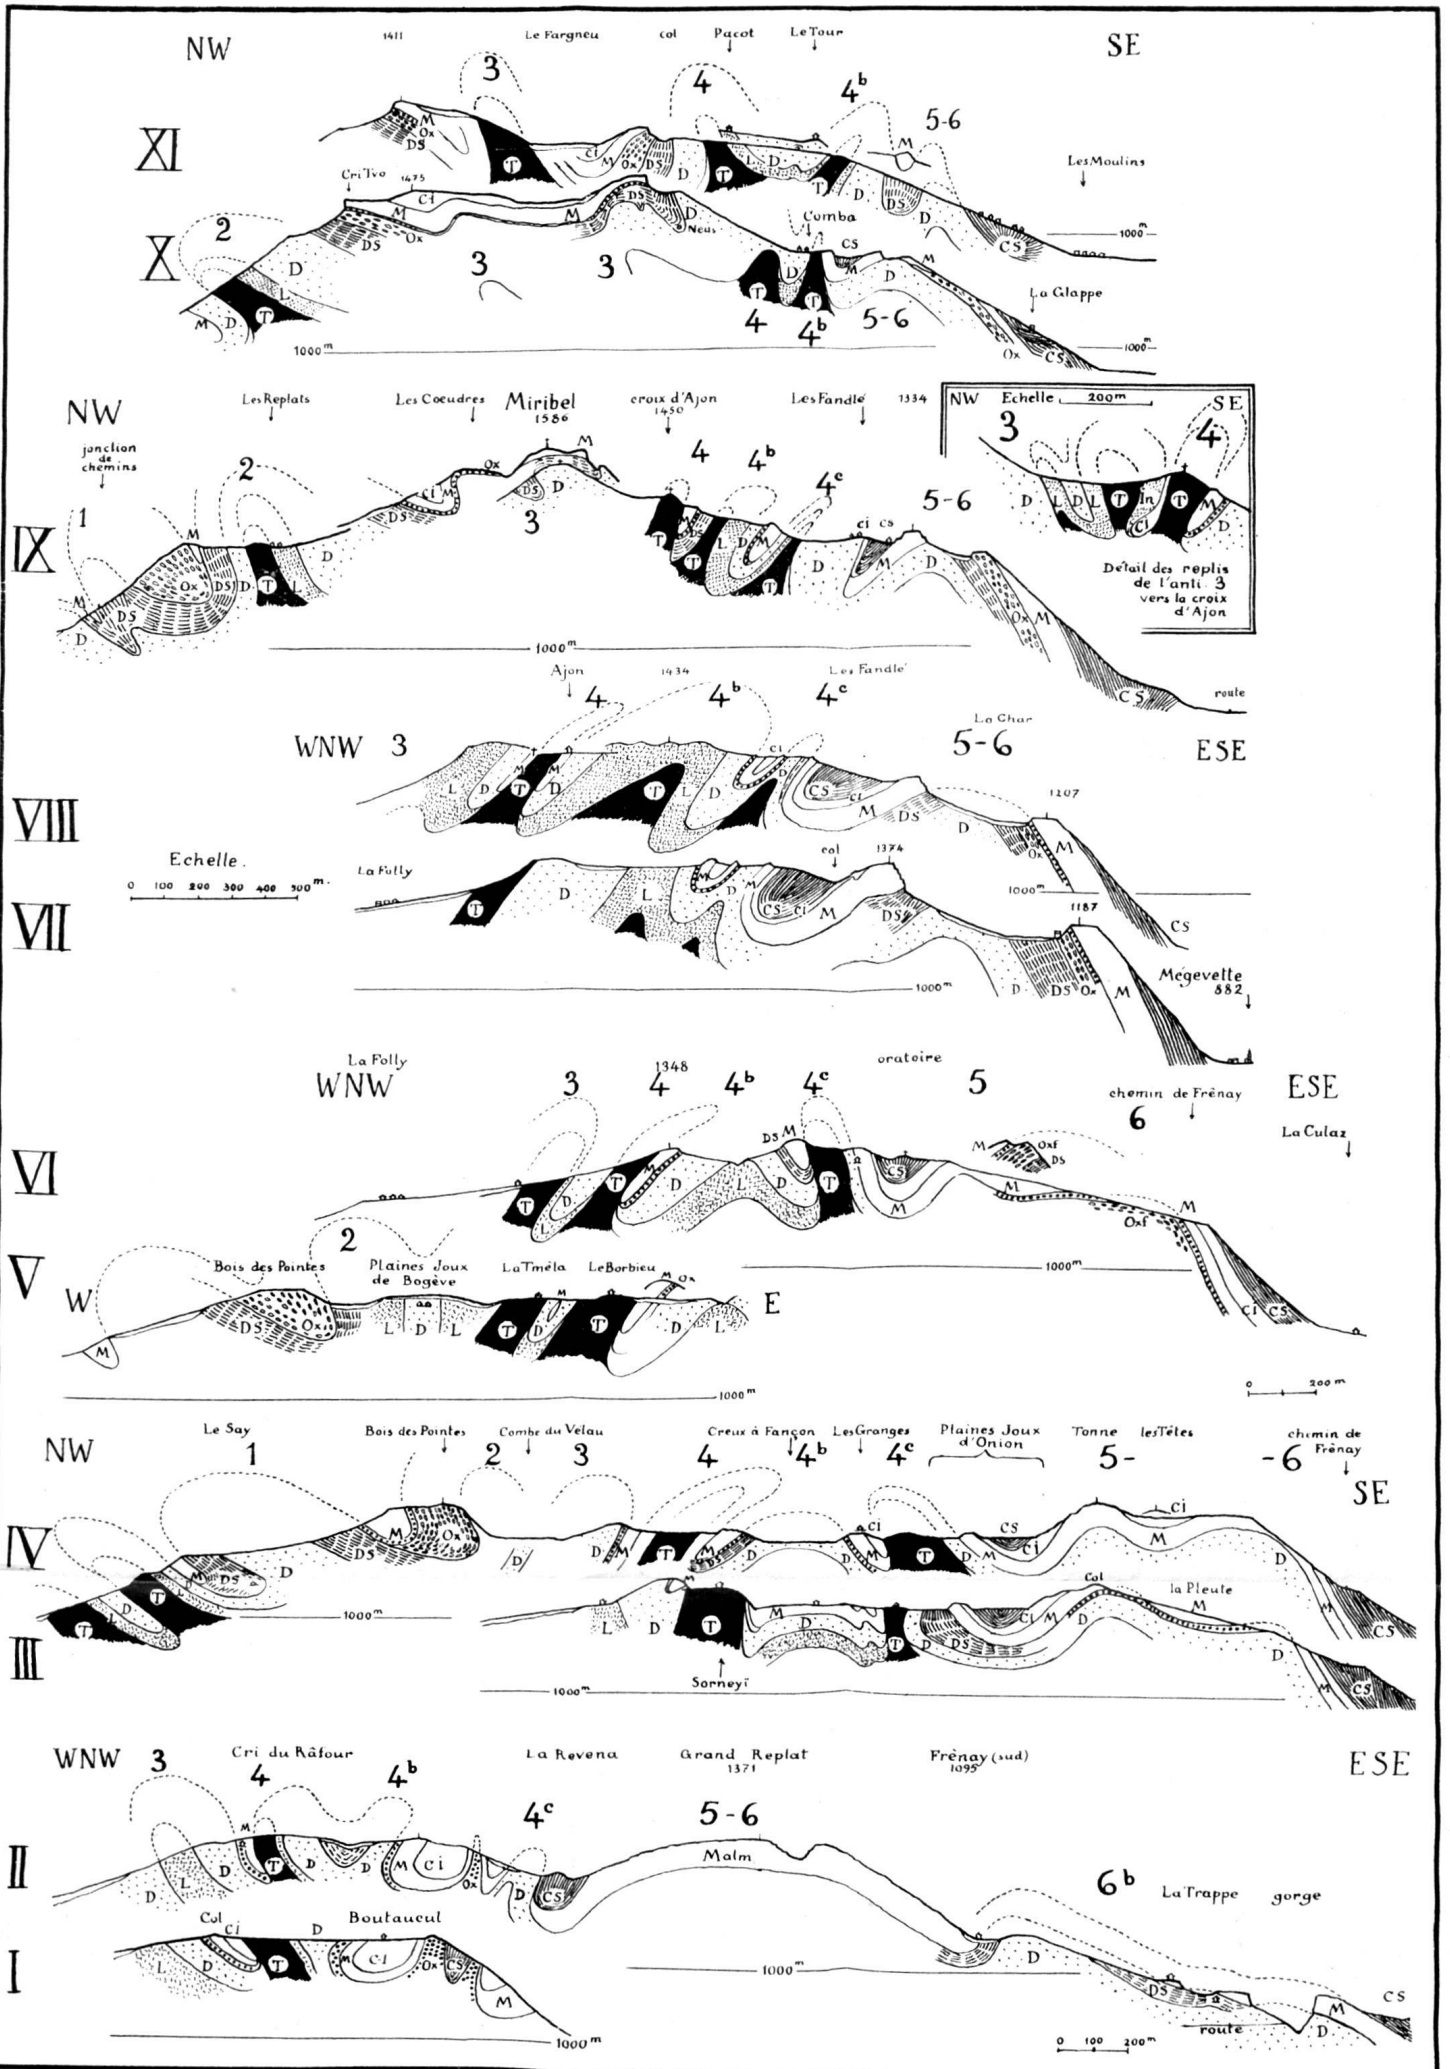 NW
1411
Le Fargneu
col
Pacot
Le Tour
SE
3
4
4b
5-6
XI
M
Ox
DS
T
Ci
M
Ox
DS
D
T
L
D
T
D
DS
D
M
CS
Les Moulins
1000m
Cri Tvo
1475
X
2
Ci
M
Ox
DS
D
L
T
M
D
3
3
M
DS
D
Neus
Cumba
CS
M
D
T
D
T
M
4
4b
5-6
La Glappe
Ox
CS
1000m
1000m
NW
jonction
de
chemins
Les Replats
Les Coeudres
Miribel
1586
croix d'Ajon
1450
Les Fandlé
1334
1
2
3
4
4b
4c
5-6
IX
M
D
DS
Ox
DS
D
T
L
D
Ci
M
DS
Ox
M
DS
D
T
M
DS
T
L
D
M
T
D
Ci
CS
M
D
Ox
M
CS
route
1000m
NW
Echelle
200m
SE
3
4
D
L
D
L
T
In
Ci
T
M
D
Détail des replis
de l'anti. 3
vers la croix
d'Ajon
Ajon
1434
Les Fandlé
La Char
4
4b
4c
WNW
3
5-6
ESE
VIII
L
D
M
T
M
D
T
L
D
Ci
D
CS
Ci
M
DS
D
Ox
M
1207
1000m
CS
Echelle.
0 100 200 300 400 500m.
La Folly
col
1374
VII
T
D
L
M
D
M
CS
Ci
M
DS
D
DS
Ox
M
1187
Mégevette
882
1000m
La Folly
WNW
3
1348
4
4b
4c
oratoire
5
chemin de Frênay
6
ESE
La Culaz
VI
T
L
D
T
M
D
L
D
DS
M
T
CS
M
M
Oxf
DS
M
Oxf
M
Ci
CS
1000m
V
W
Bois des Pointes
2
Plaines Joux
de Bogève
La Tméla
Le Borbieu
E
M
DS
Ox
L
D
L
T
D
M
T
M
Ox
D
L
1000m
0
200m
NW
Le Say
1
Bois des Pointes
2
Combe du Vélau
3
Creux à Fançon
4
4b
Les Granges
4c
Plaines Joux
d'Onion
Tonne
5-
les Têtes
-6
chemin de
Frênay
SE
IV
T
D
L
T
M
DS
D
DS
M
Ox
D
D
M
T
M
DS
D
D
Ci
M
T
D
M
CS
Ci
M
Ci
D
M
CS
1000m
III
L
D
M
T
M
D
T
D
DS
Ci
M
D
Col
la Pleute
M
D
M
CS
Sorneyï
1000m
WNW
3
Cri du Râfour
4
4b
La Revena
4c
Grand Replat
1371
5-6
Frênay (sud)
1095
ESE
II
D
L
D
M
T
D
D
M
Ci
Ox
D
CS
Malm
6b
La Trappe
gorge
D
DS
route
M
D
CS
1000m
I
Col
Ci
D
Boutaucul
L
D
T
M
Ci
Ox
CS
M
1000m
0 100 200m